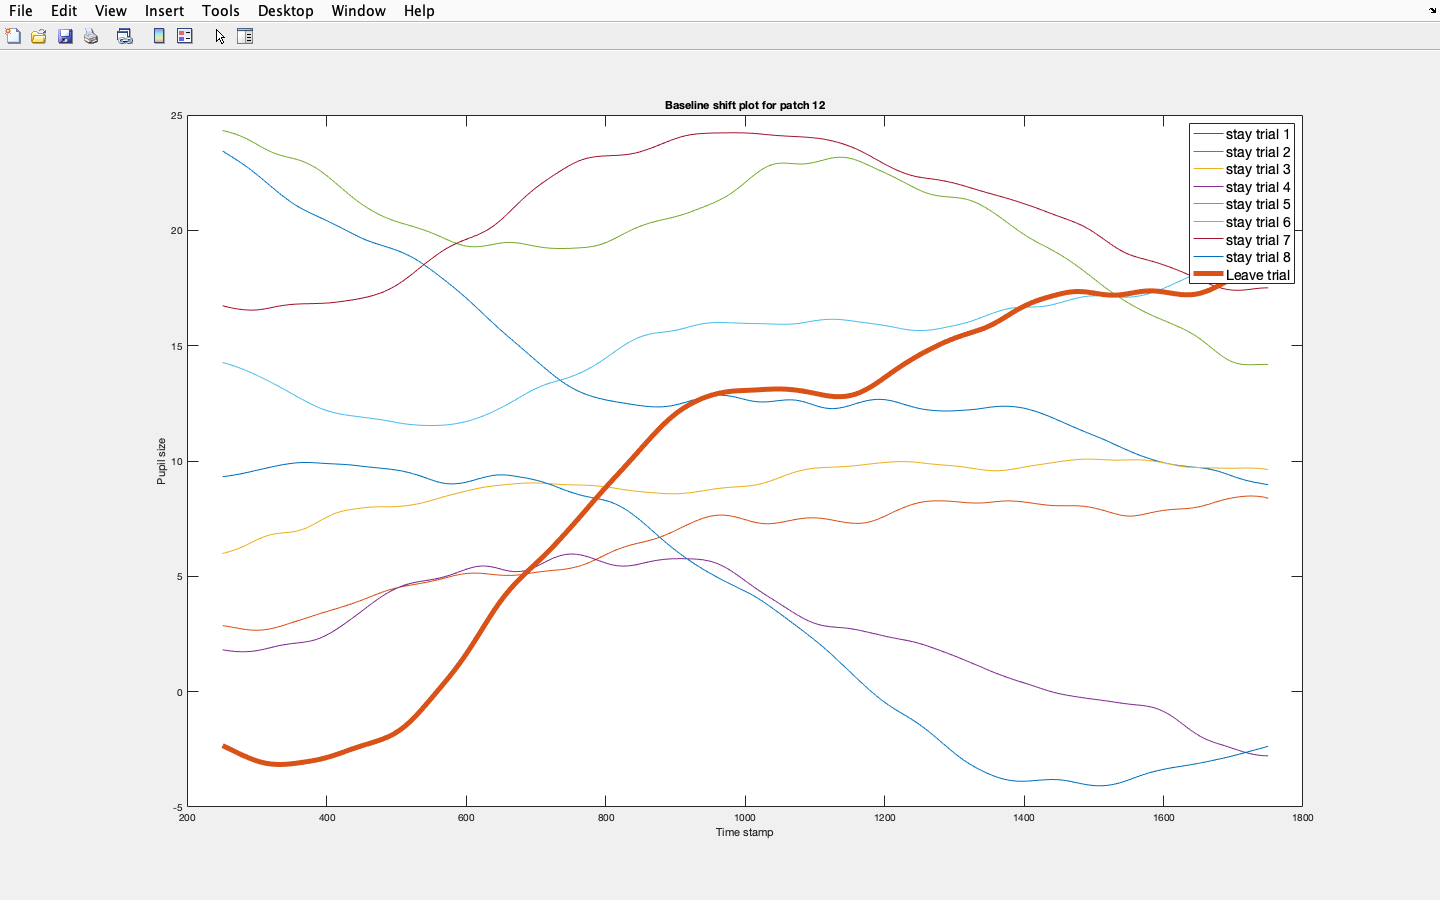 File Edit View Insert Tools Desktop Window Help
Baseline shift plot for patch 12
25
20
15
10
5
0
-5
Pupil size
200 400 600 800 1000 1200 1400 1600 1800
Time stamp
stay trial 1
stay trial 2
stay trial 3
stay trial 4
stay trial 5
stay trial 6
stay trial 7
stay trial 8
Leave trial